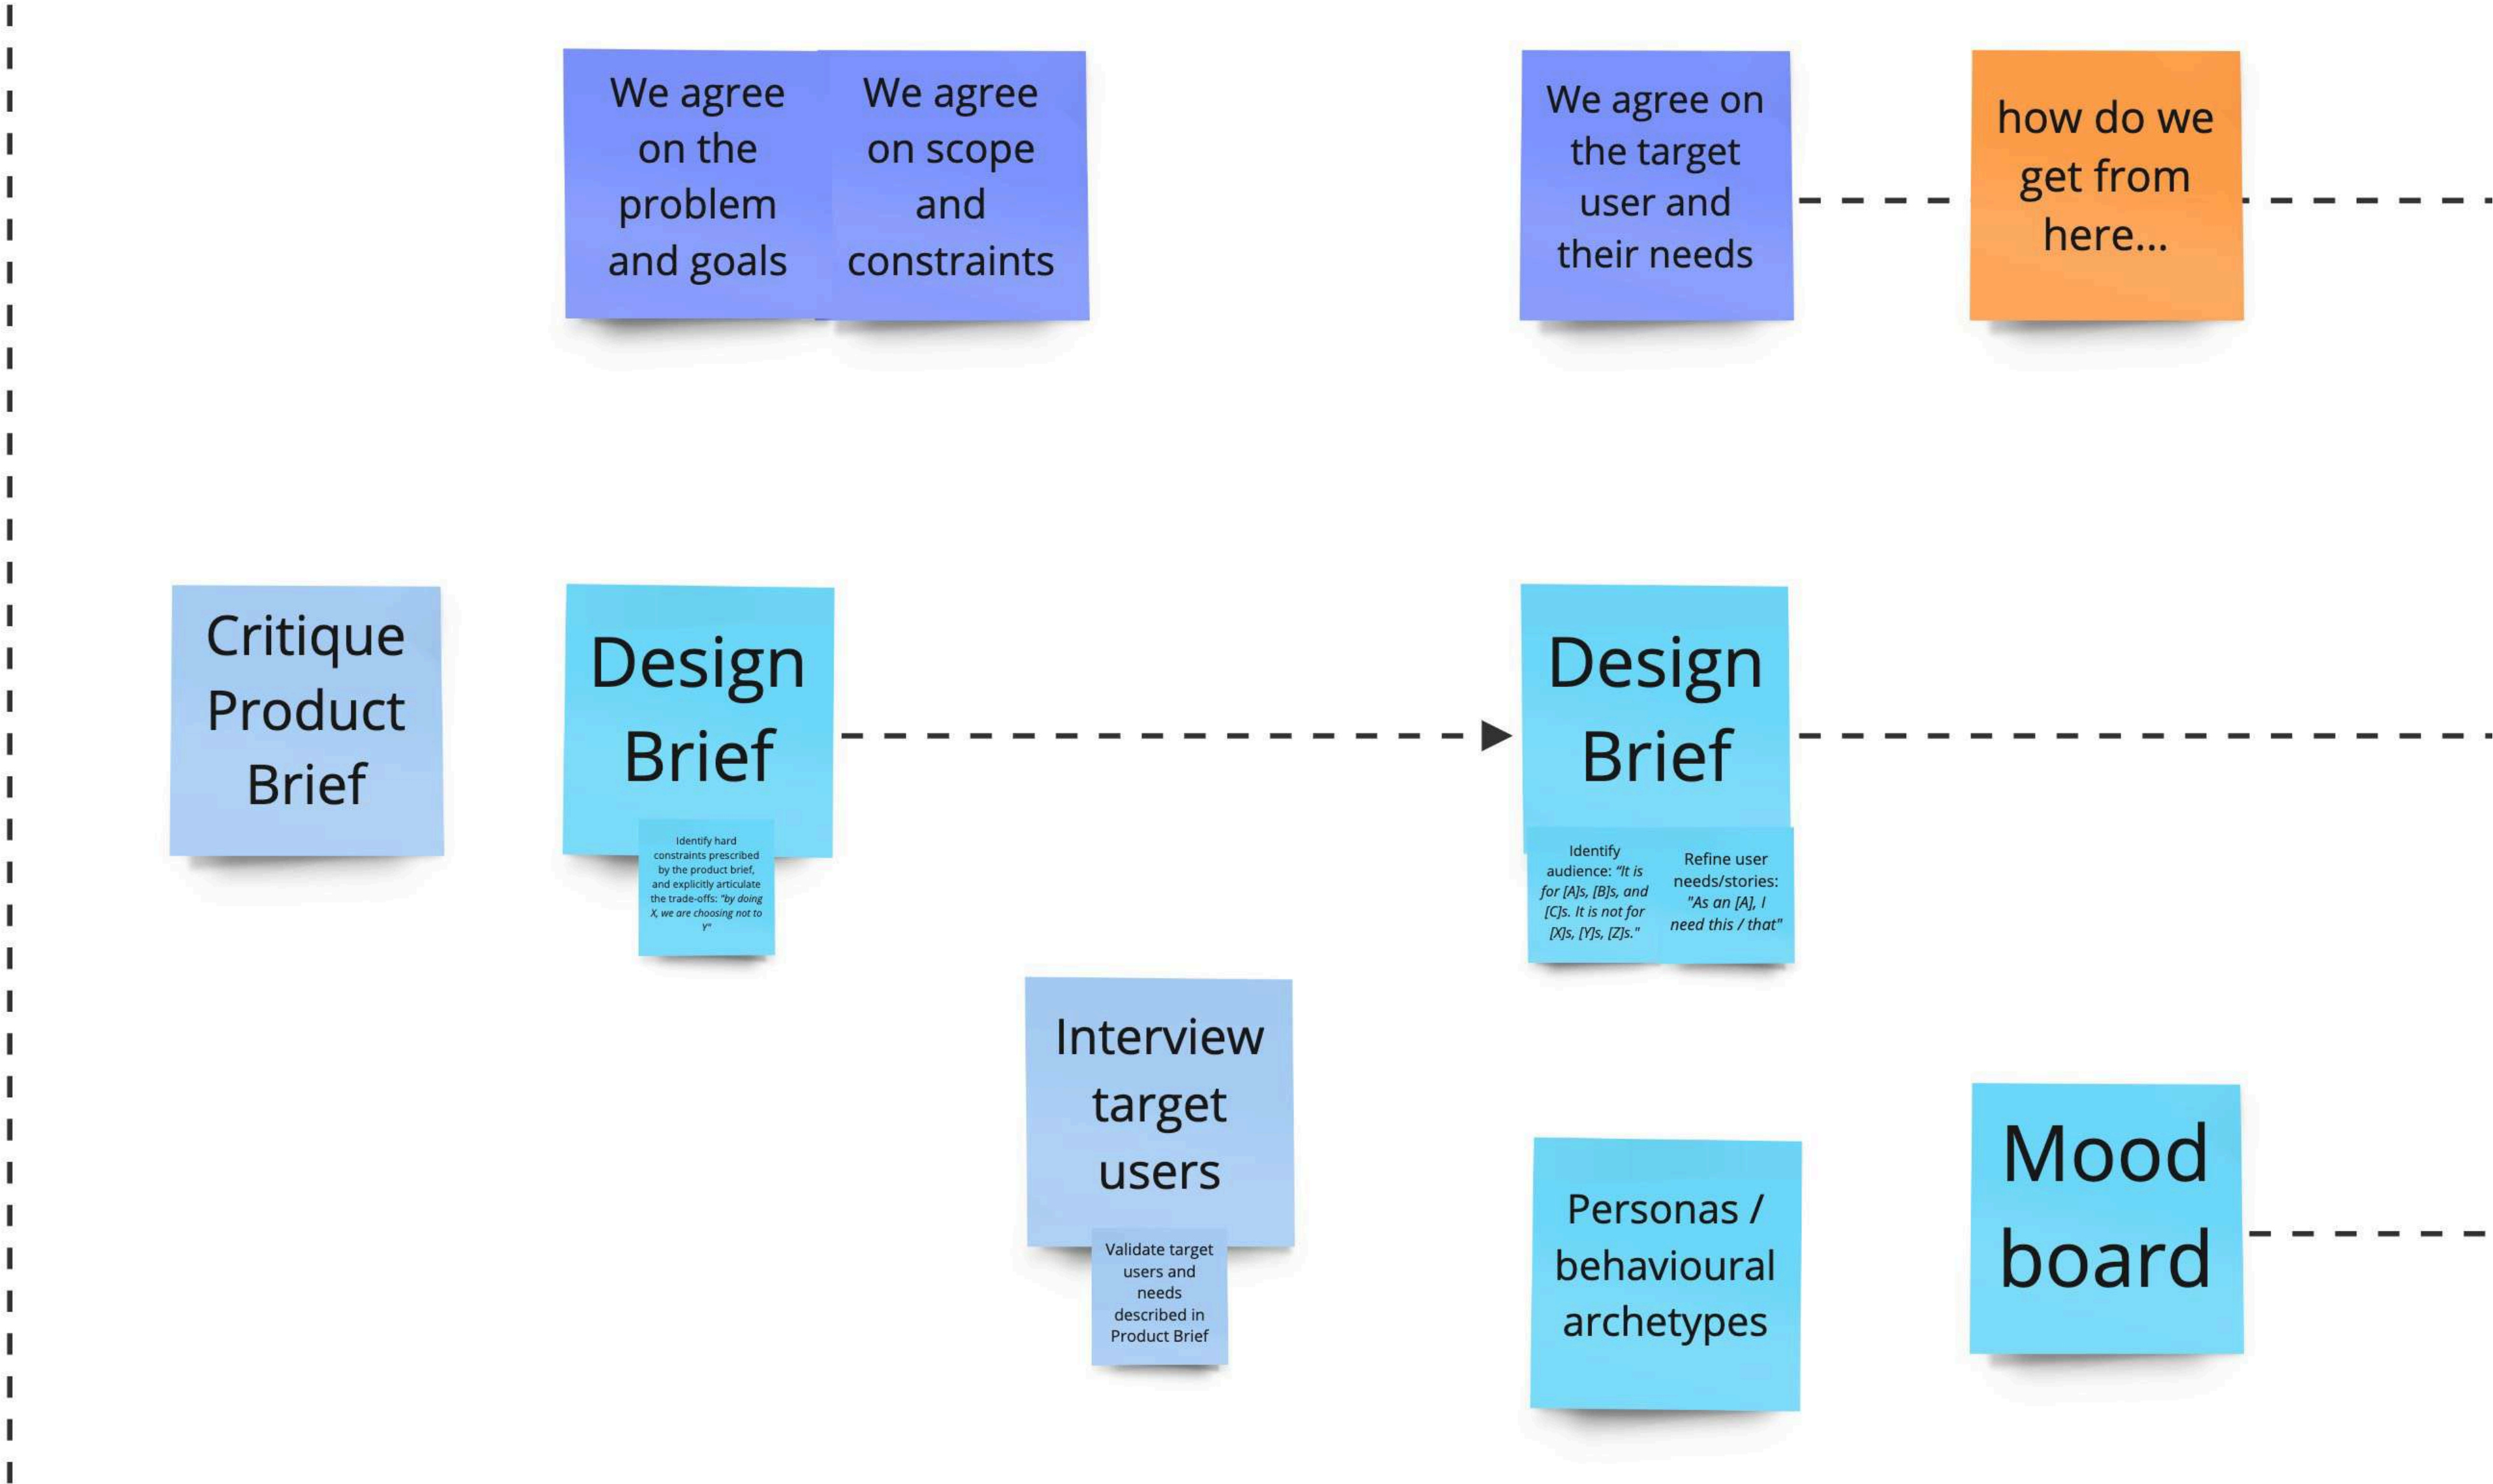 We agree
on the
problem
and goals
We agree
on scope
and
constraints
We agree on
the target
user and
their needs
how do we
get from
here...
Critique
Product
Brief
Design
Brief
Identify hard
constraints prescribed
by the product brief,
and explicitly articulate
the trade-offs: "by doing
X, we are choosing not to
Y"
Design
Brief
Identify
audience: “It is
for [A]s, [B]s, and
[C]s. It is not for
[X]s, [Y]s, [Z]s."
Refine user
needs/stories:
"As an [A], I
need this / that"
Interview
target
users
Validate target
users and
needs
described in
Product Brief
Personas /
behavioural
archetypes
Mood
board